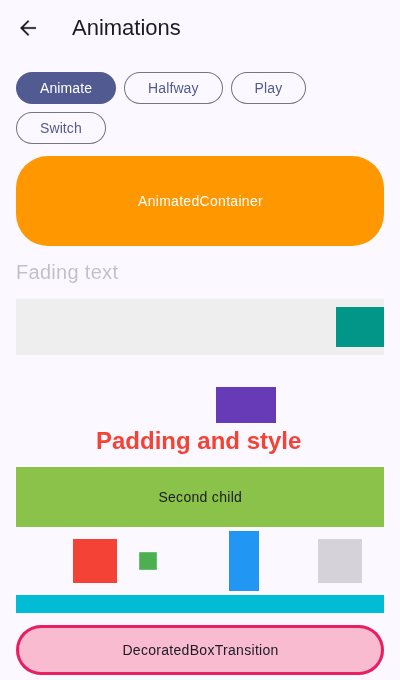 Animations
Animate Halfway Play
Switch
AnimatedContainer
Fading text
Padding and style
Second child
DecoratedBoxTransition